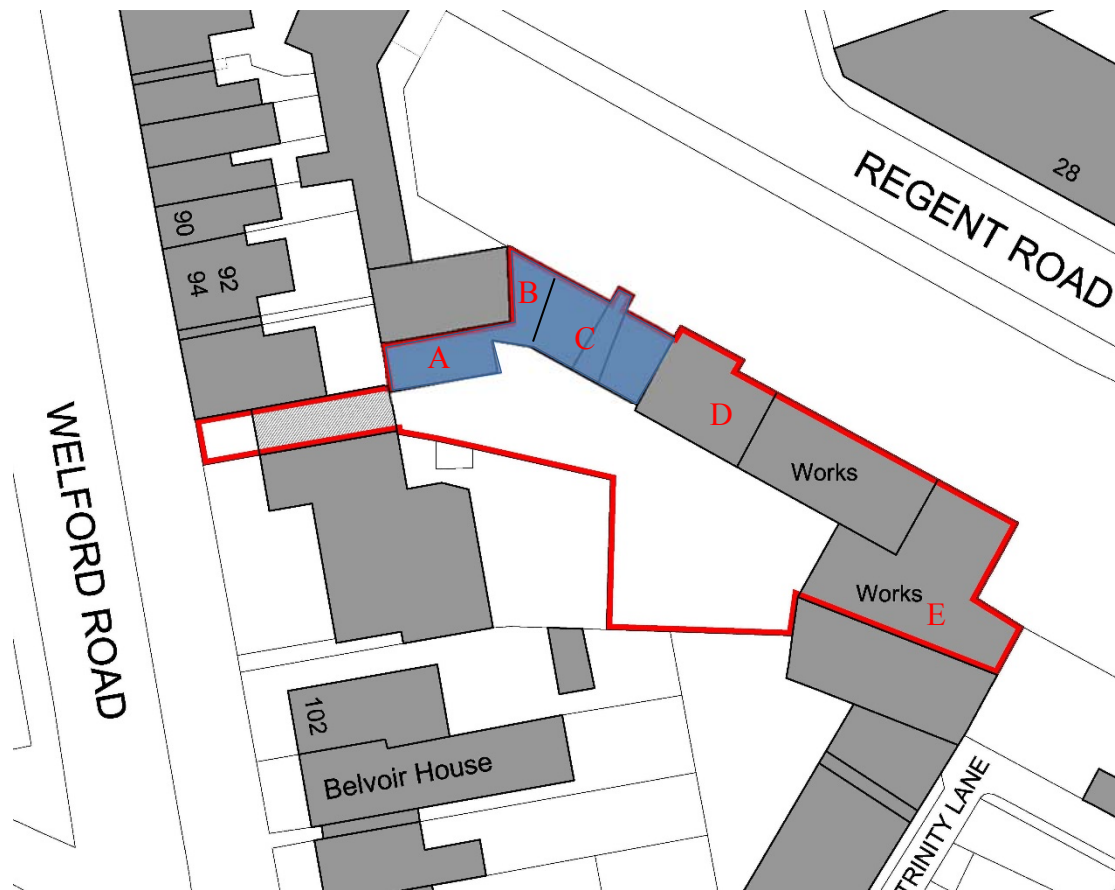 28
REGENT ROAD
90
92
94
B
A
C
D
Works
WELFORD ROAD
Works
E
102
Belvoir House
TRINITY LANE